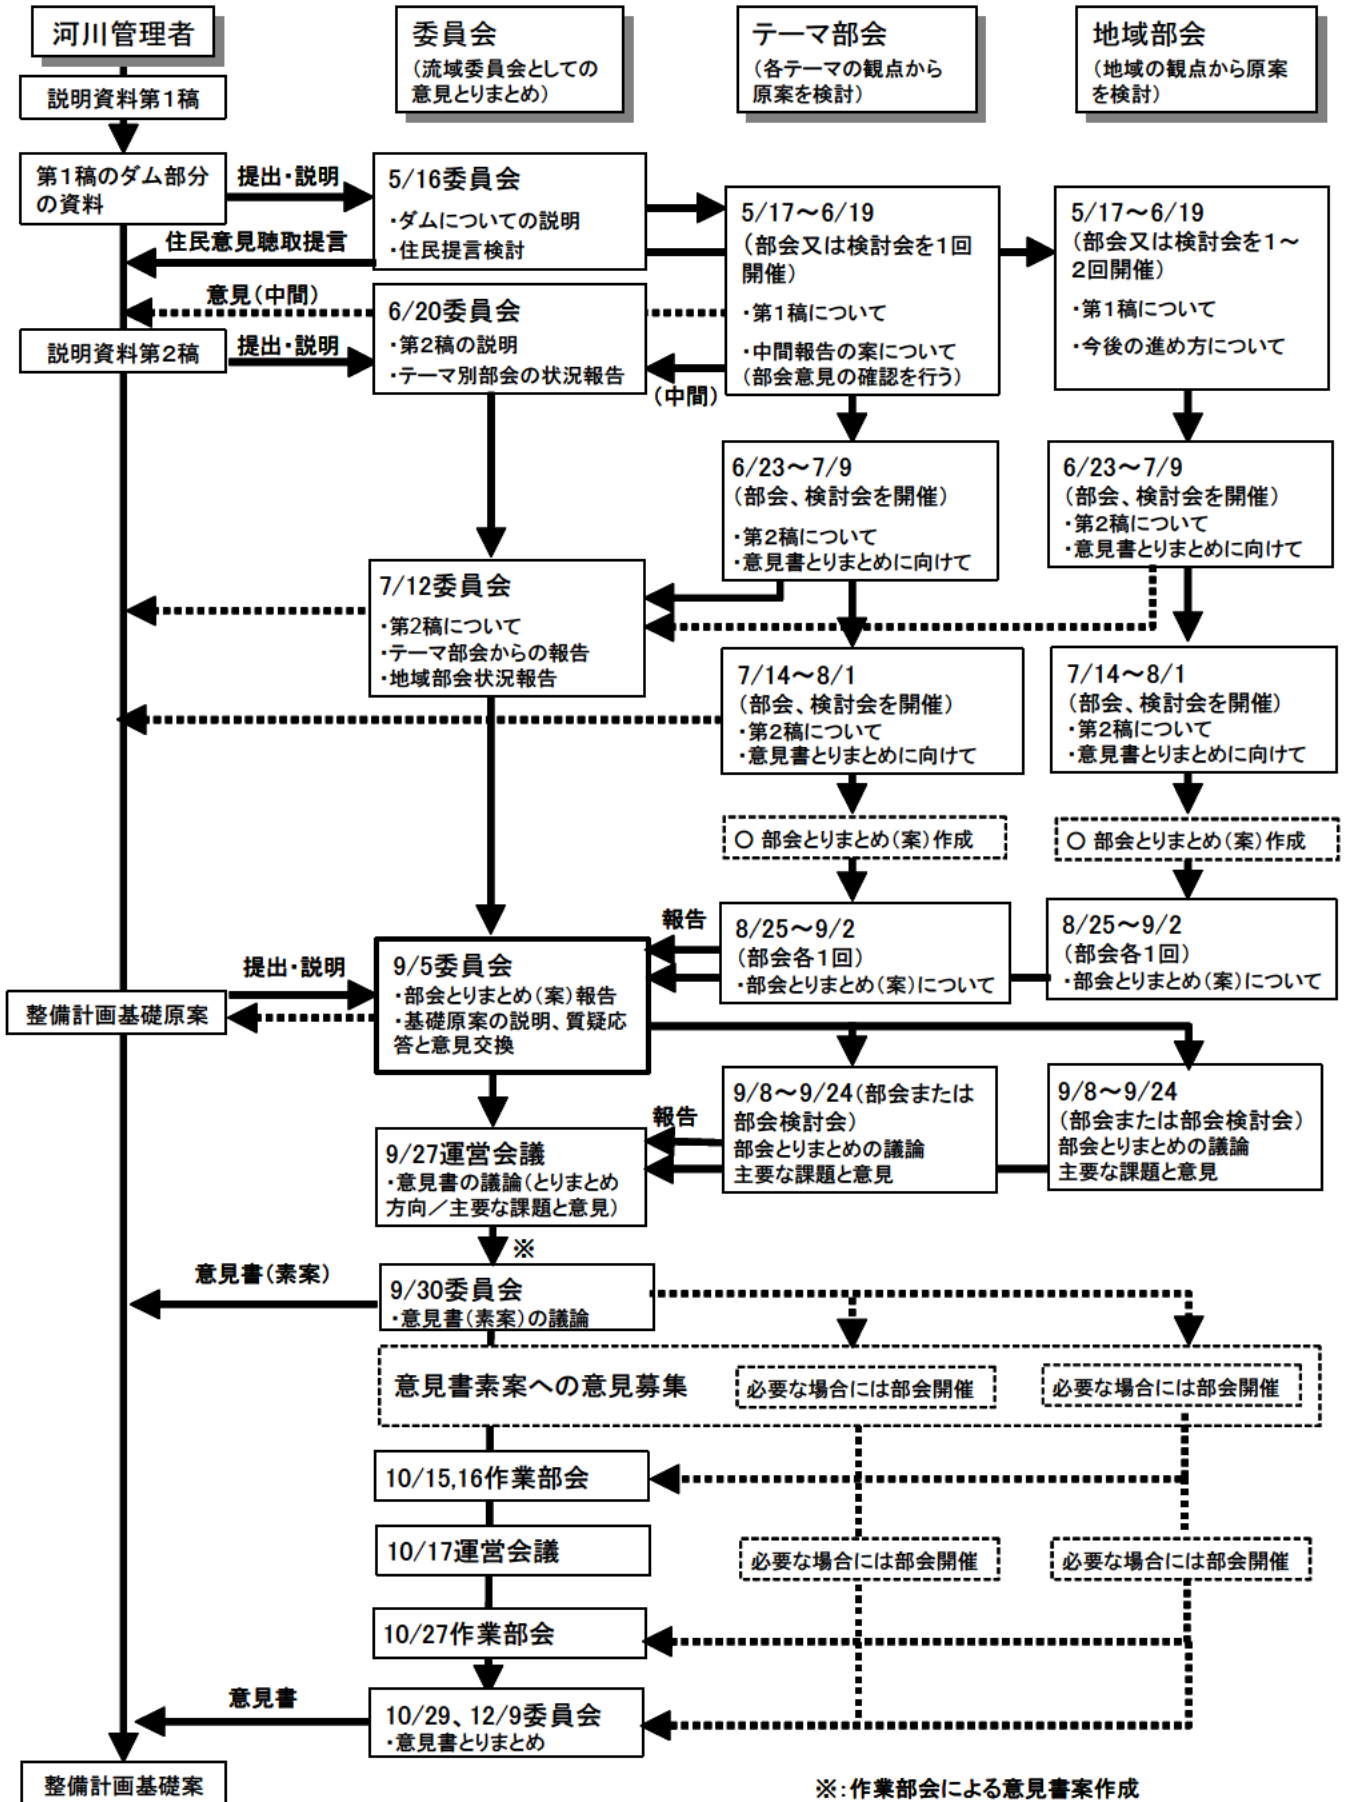 河川管理者
委員会
(流域委員会としての
意見とりまとめ)
テーマ部会
(各テーマの観点から
原案を検討)
地域部会
(地域の観点から原案
を検討)
説明資料第1稿
第1稿のダム部分
の資料
提出・説明
5/16委員会
・ダムについての説明
・住民提言検討
住民意見聴取提言
5/17~6/19
(部会又は検討会を1回
開催)
・第1稿について
・中間報告の案について
(部会意見の確認を行う)
5/17~6/19
(部会又は検討会を1~
2回開催)
・第1稿について
・今後の進め方について
意見(中間)
説明資料第2稿
提出・説明
6/20委員会
・第2稿の説明
・テーマ別部会の状況報告
(中間)
6/23~7/9
(部会、検討会を開催)
・第2稿について
・意見書とりまとめに向けて
6/23~7/9
(部会、検討会を開催)
・第2稿について
・意見書とりまとめに向けて
7/12委員会
・第2稿について
・テーマ部会からの報告
・地域部会状況報告
7/14~8/1
(部会、検討会を開催)
・第2稿について
・意見書とりまとめに向けて
7/14~8/1
(部会、検討会を開催)
・第2稿について
・意見書とりまとめに向けて
○ 部会とりまとめ(案)作成
○ 部会とりまとめ(案)作成
報告
8/25~9/2
(部会各1回)
・部会とりまとめ(案)について
8/25~9/2
(部会各1回)
・部会とりまとめ(案)について
提出・説明
整備計画基礎原案
9/5委員会
・部会とりまとめ(案)報告
・基礎原案の説明、質疑応
答と意見交換
9/8~9/24(部会または
部会検討会)
部会とりまとめの議論
主要な課題と意見
9/8~9/24
(部会または部会検討会)
部会とりまとめの議論
主要な課題と意見
報告
9/27運営会議
・意見書の議論(とりまとめ
方向/主要な課題と意見)
※
意見書(素案)
9/30委員会
・意見書(素案)の議論
意見書素案への意見募集
必要な場合には部会開催
必要な場合には部会開催
10/15,16作業部会
10/17運営会議
必要な場合には部会開催
必要な場合には部会開催
10/27作業部会
意見書
10/29、12/9委員会
・意見書とりまとめ
整備計画基礎案
※:作業部会による意見書案作成